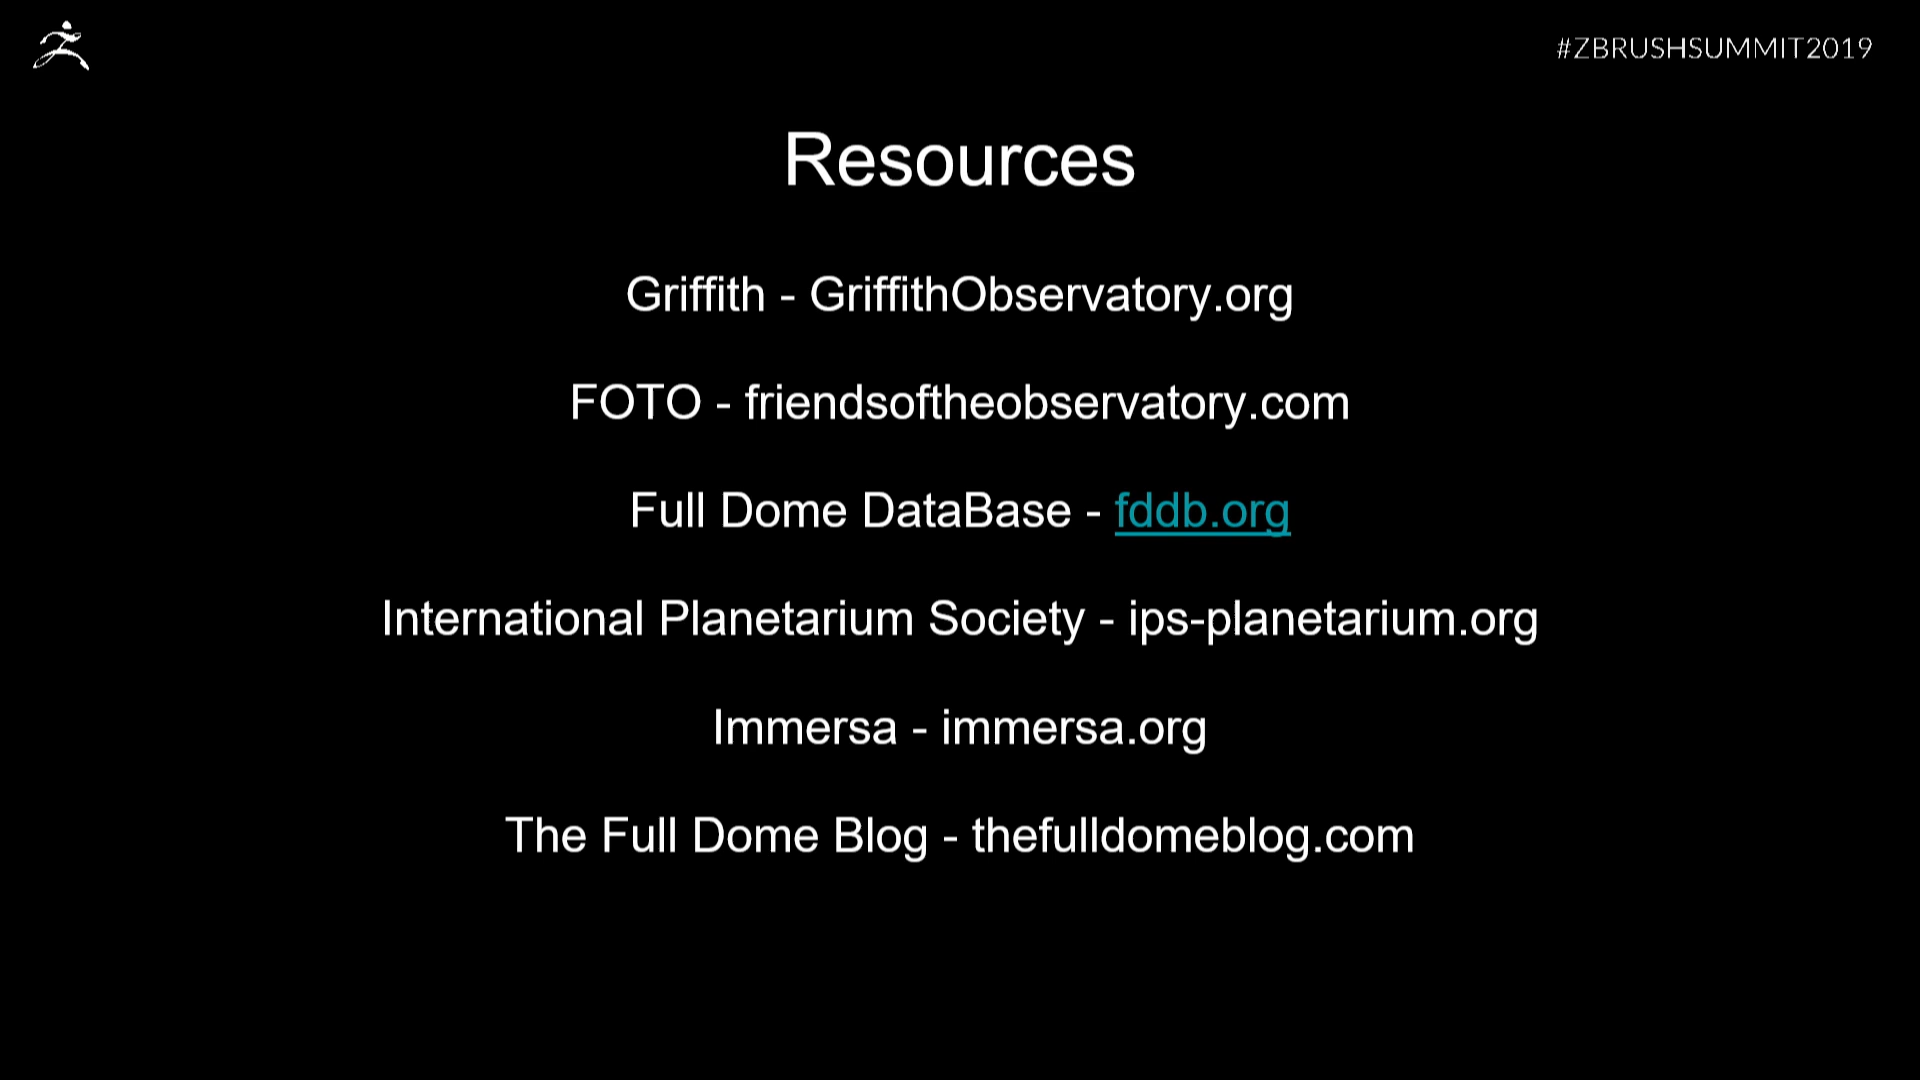 #ZBRUSHSUMMIT2019
Resources
Griffith - GriffithObservatory.org
FOTO - friendsoftheobservatory.com
Full Dome DataBase - fddb.org
International Planetarium Society - ips-planetarium.org
Immersa - immersa.org
The Full Dome Blog - thefulldomeblog.com